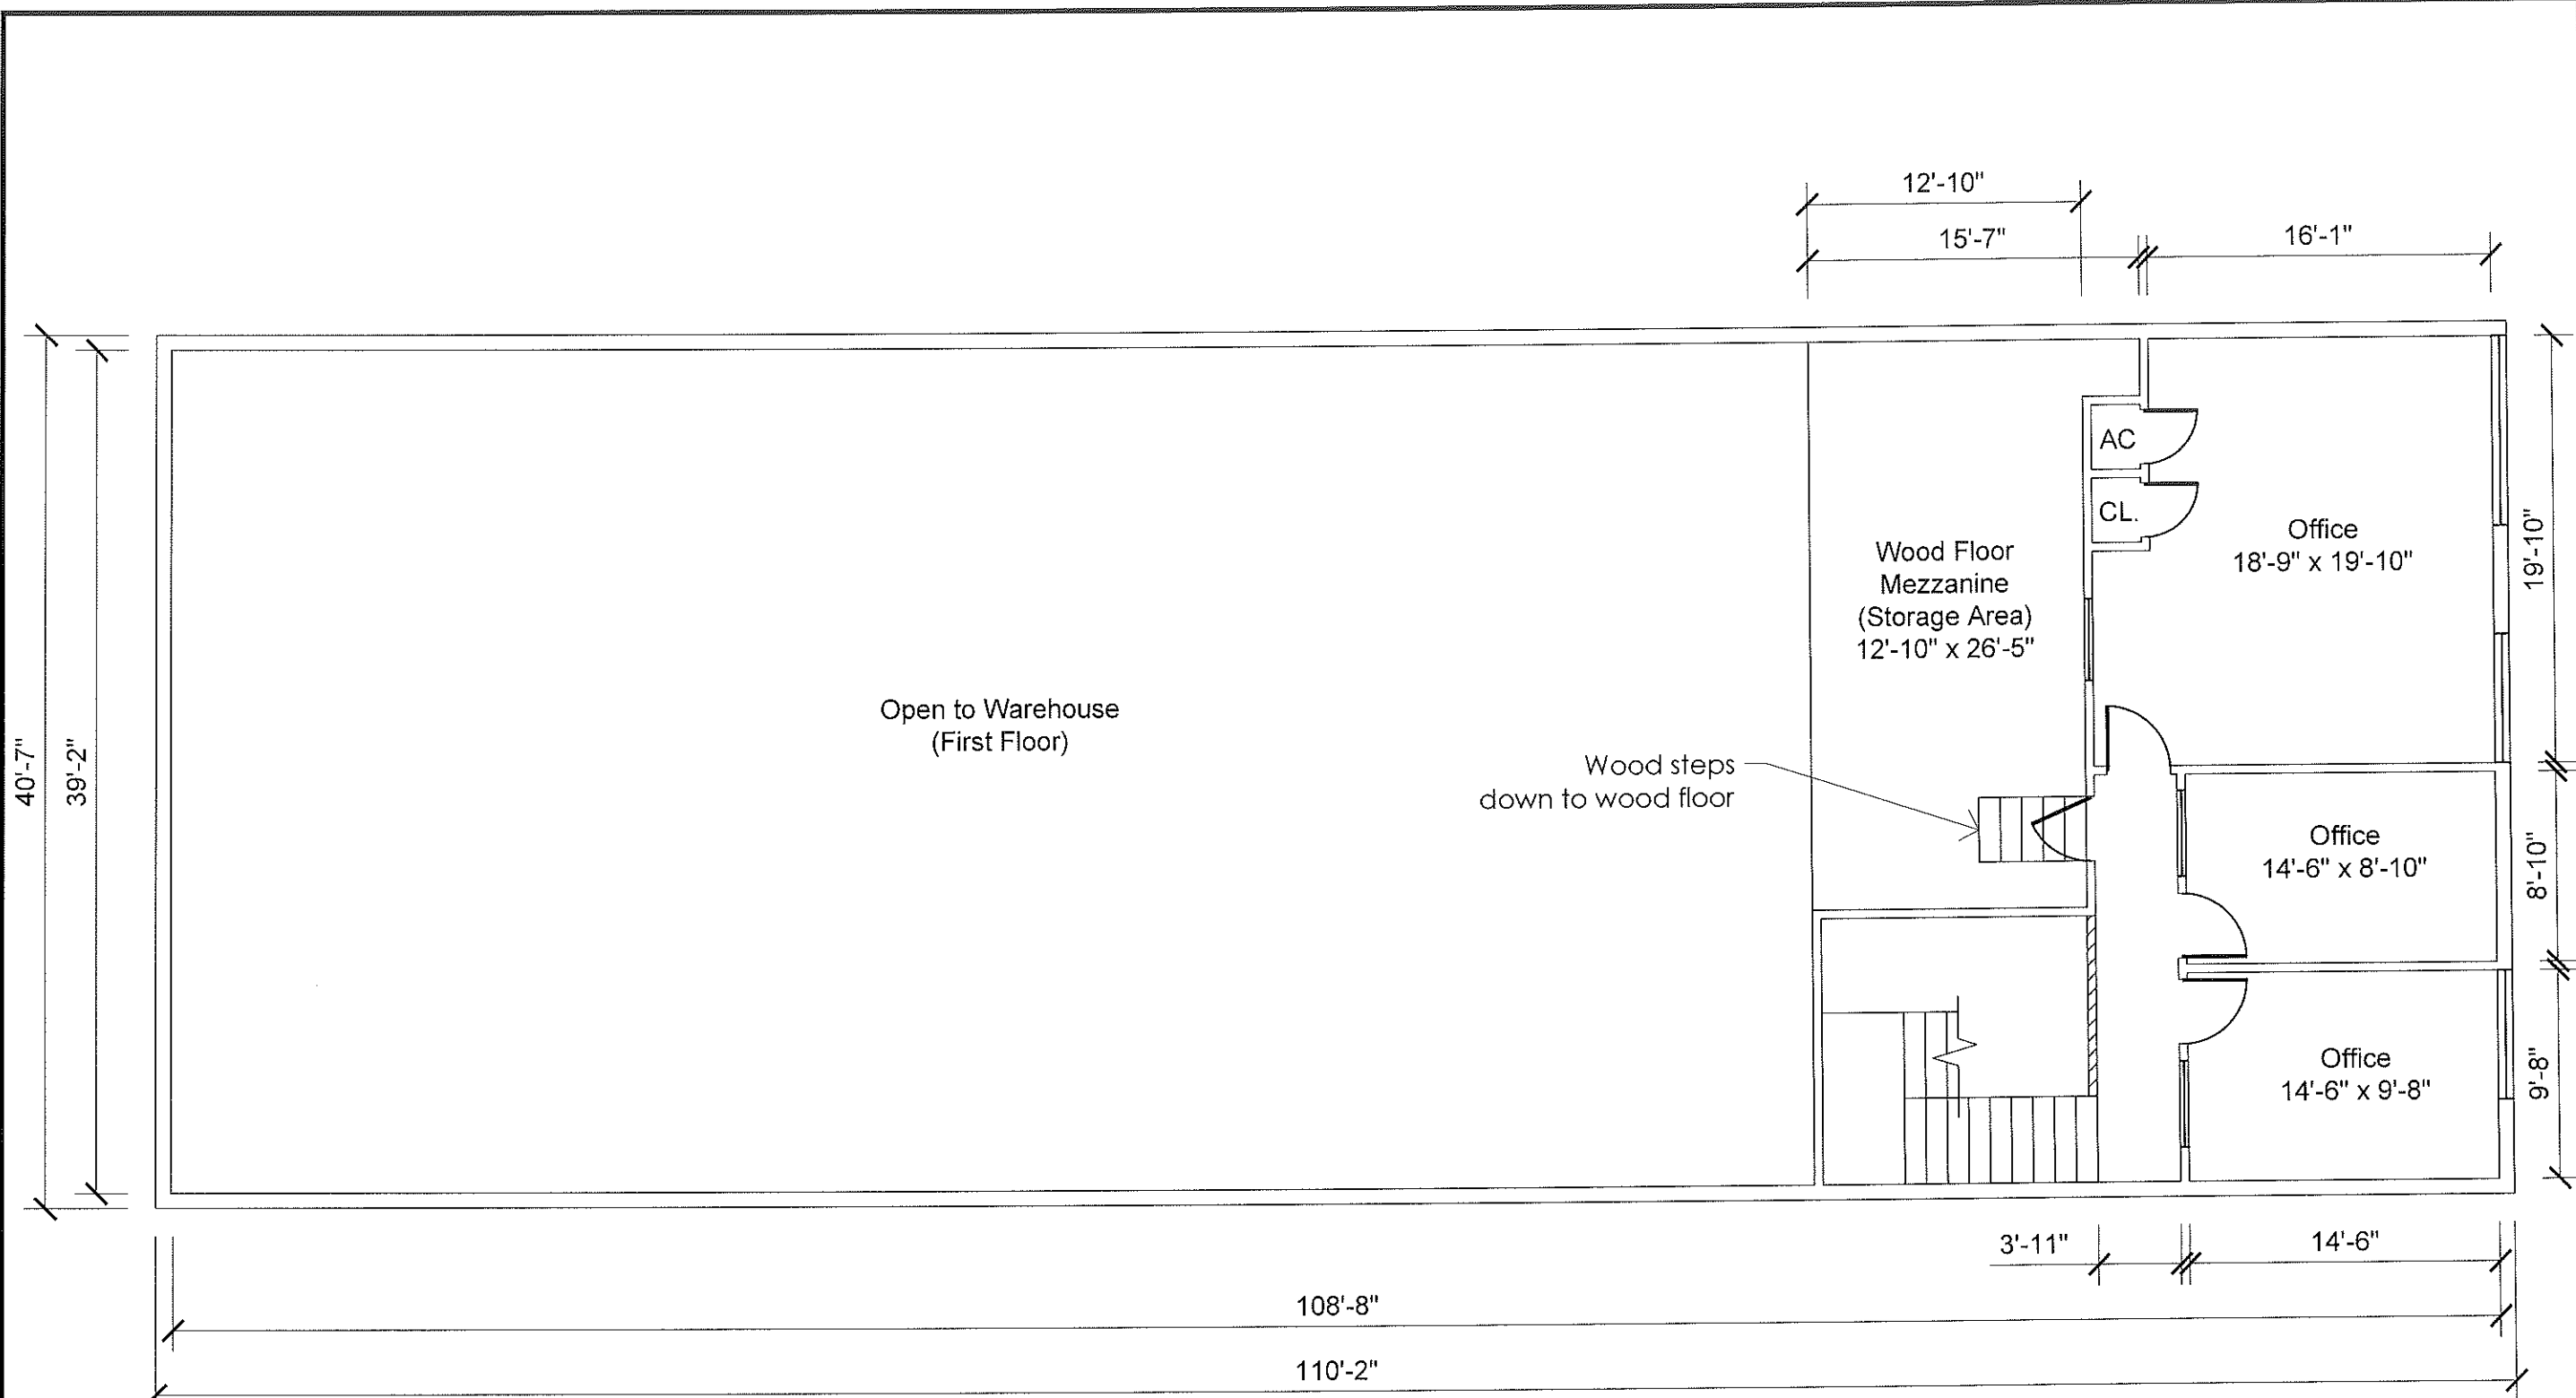 12'-10"
15'-7"
16'-1"
AC
CL.
Office
18'-9" x 19'-10"
19'-10"
Wood Floor
Mezzanine
(Storage Area)
12'-10" x 26'-5"
Open to Warehouse
(First Floor)
40'-7"
39'-2"
Wood steps
down to wood floor
Office
14'-6" x 8'-10"
8'-10"
Office
14'-6" x 9'-8"
9'-8"
3'-11"
14'-6"
108'-8"
110'-2"